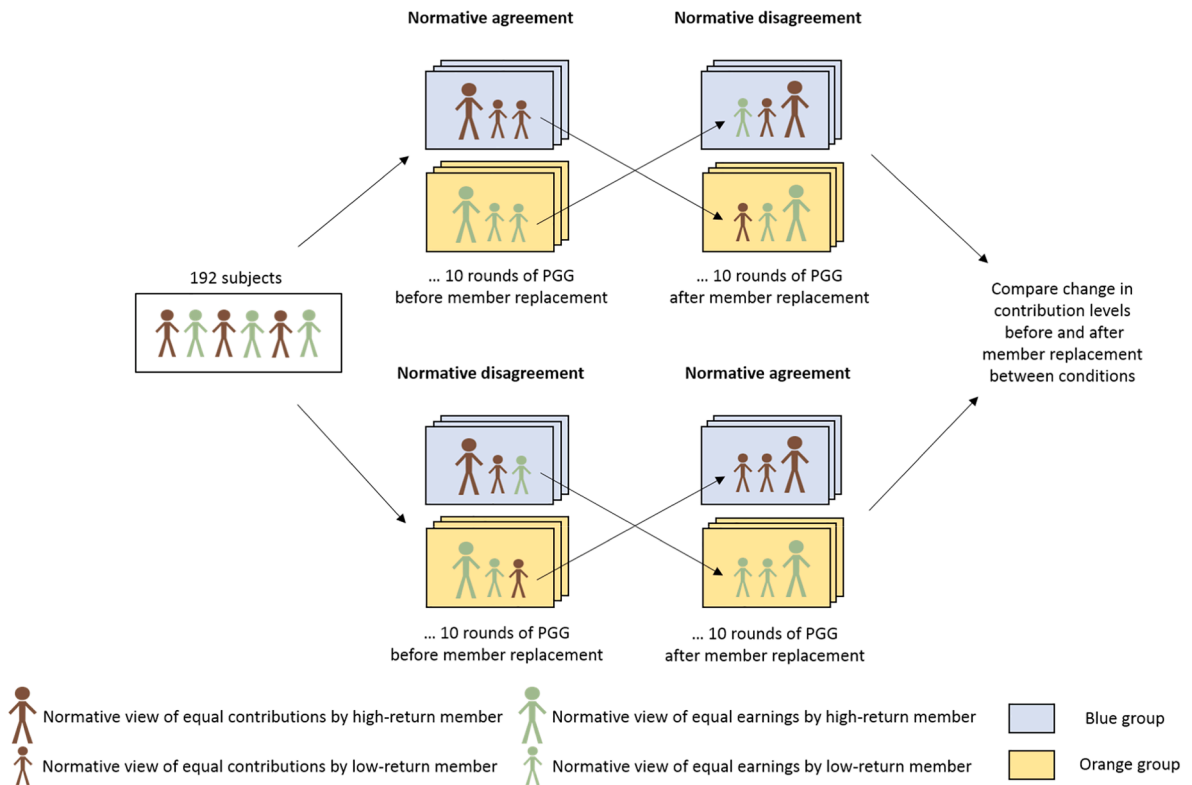 Normative agreement
Normative disagreement
... 10 rounds of PGG
before member replacement
... 10 rounds of PGG
after member replacement
192 subjects
Compare change in
contribution levels
before and after
member replacement
between conditions
Normative disagreement
Normative agreement
... 10 rounds of PGG
before member replacement
... 10 rounds of PGG
after member replacement
Normative view of equal contributions by high-return member
Normative view of equal earnings by high-return member
Blue group
Normative view of equal contributions by low-return member
Normative view of equal earnings by low-return member
Orange group